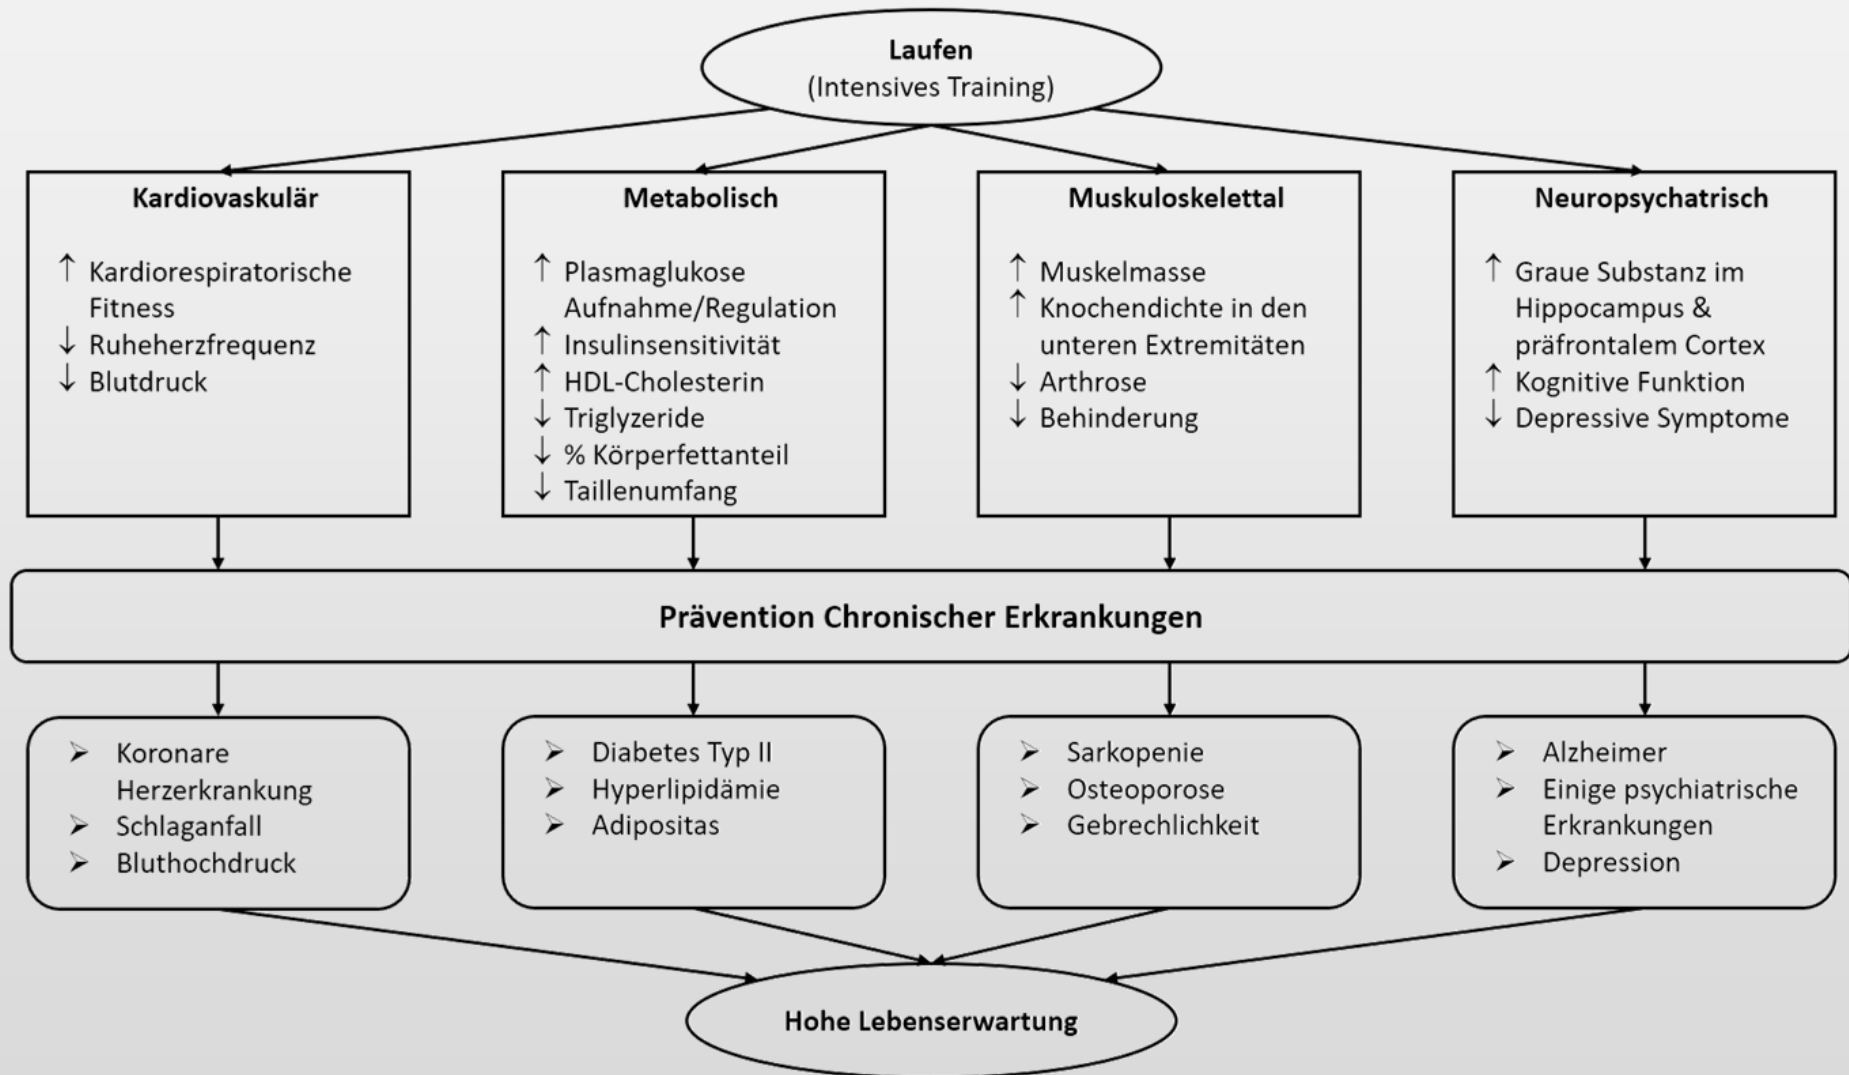 Laufen
(Intensives Training)
Kardiovaskulär
↑ Kardiorespiratorische
Fitness
↓ Ruheherzfrequenz
↓ Blutdruck
Metabolisch
↑ Plasmaglukose
Aufnahme/Regulation
↑ Insulinsensitivität
↑ HDL-Cholesterin
↓ Triglyzeride
↓ % Körperfettanteil
↓ Taillenumfang
Muskuloskelettal
↑ Muskelmasse
↑ Knochendichte in den
unteren Extremitäten
↓ Arthrose
↓ Behinderung
Neuropsychatrisch
↑ Graue Substanz im
Hippocampus &
präfrontalem Cortex
↑ Kognitive Funktion
↓ Depressive Symptome
Prävention Chronischer Erkrankungen
➢ Koronare
Herzerkrankung
➢ Schlaganfall
➢ Bluthochdruck
➢ Diabetes Typ II
➢ Hyperlipidämie
➢ Adipositas
➢ Sarkopenie
➢ Osteoporose
➢ Gebrechlichkeit
➢ Alzheimer
➢ Einige psychiatrische
Erkrankungen
➢ Depression
Hohe Lebenserwartung